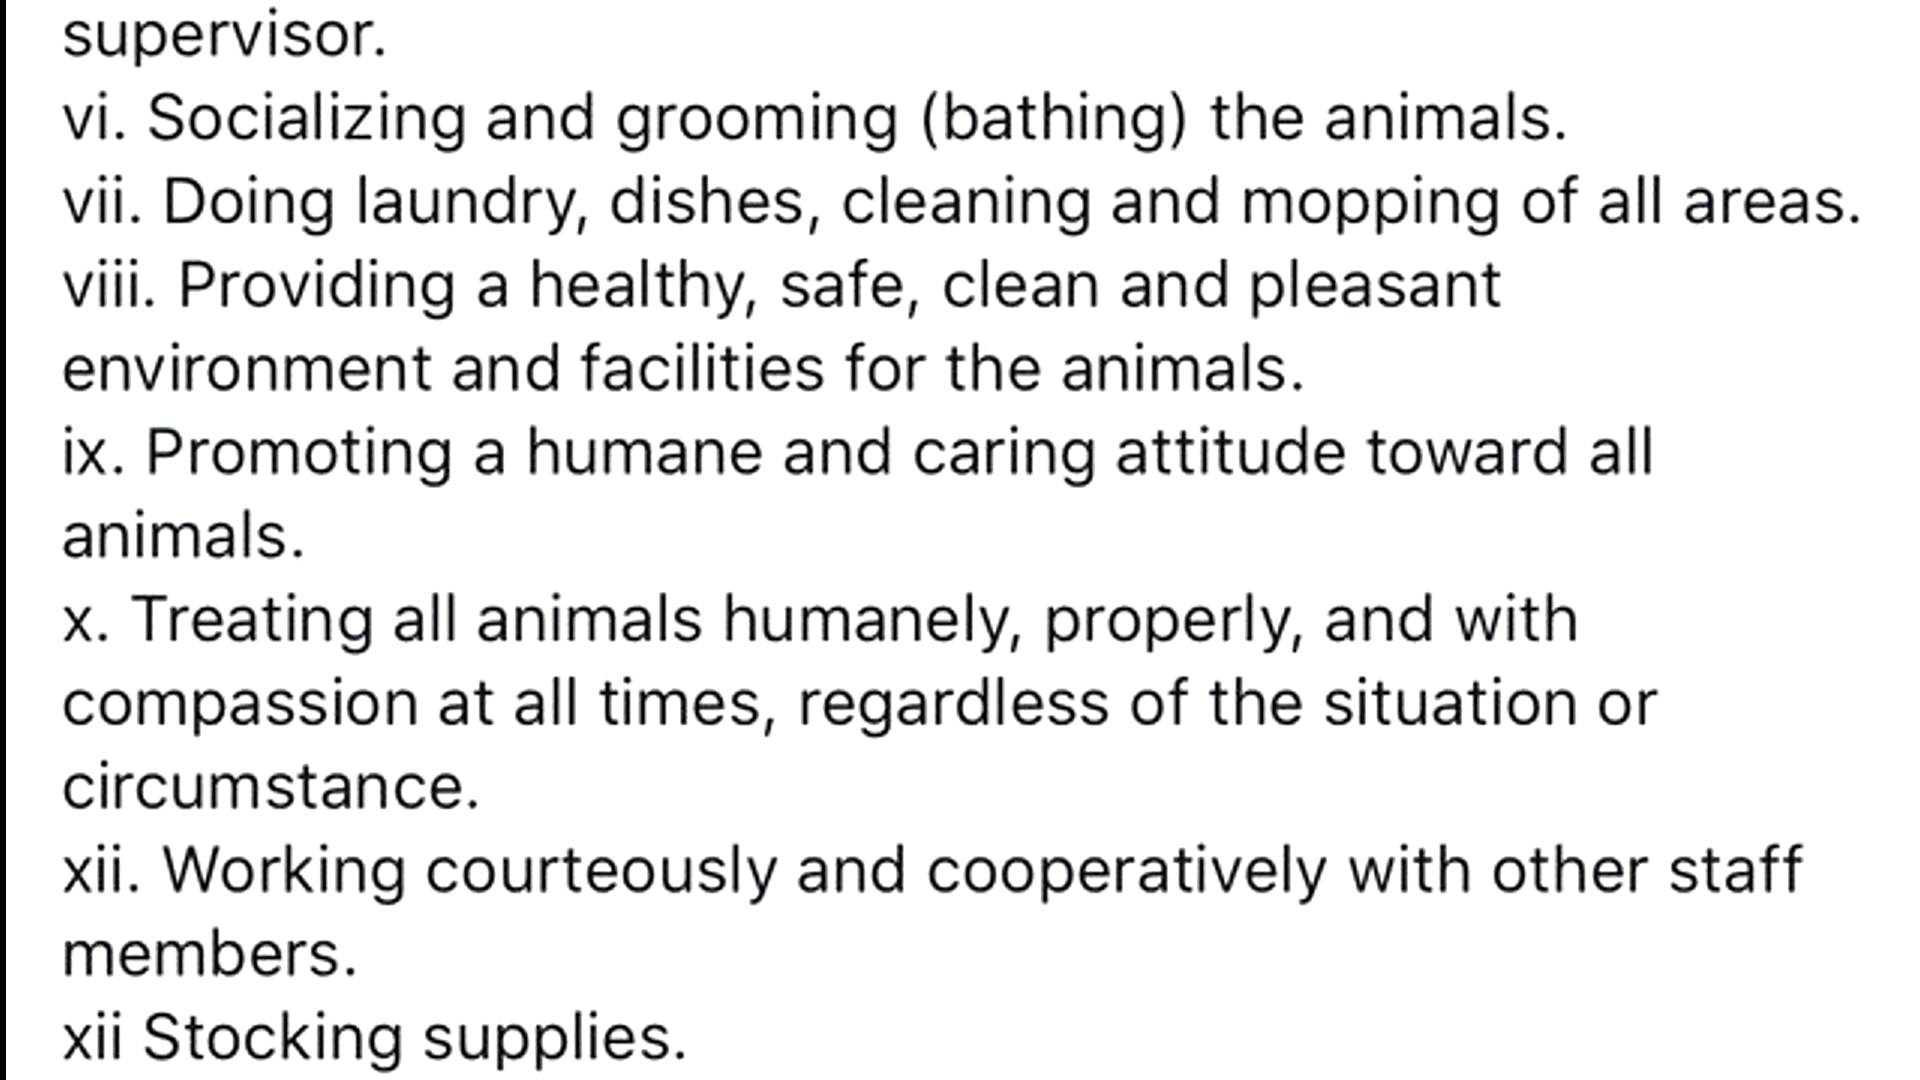 supervisor.
vi. Socializing and grooming (bathing) the animals.
vii. Doing laundry, dishes, cleaning and mopping of all areas.
viii. Providing a healthy, safe, clean and pleasant
environment and facilities for the animals.
ix. Promoting a humane and caring attitude toward all
animals.
x. Treating all animals humanely, properly, and with
compassion at all times, regardless of the situation or
circumstance.
xii. Working courteously and cooperatively with other staff
members.
xii Stocking supplies.